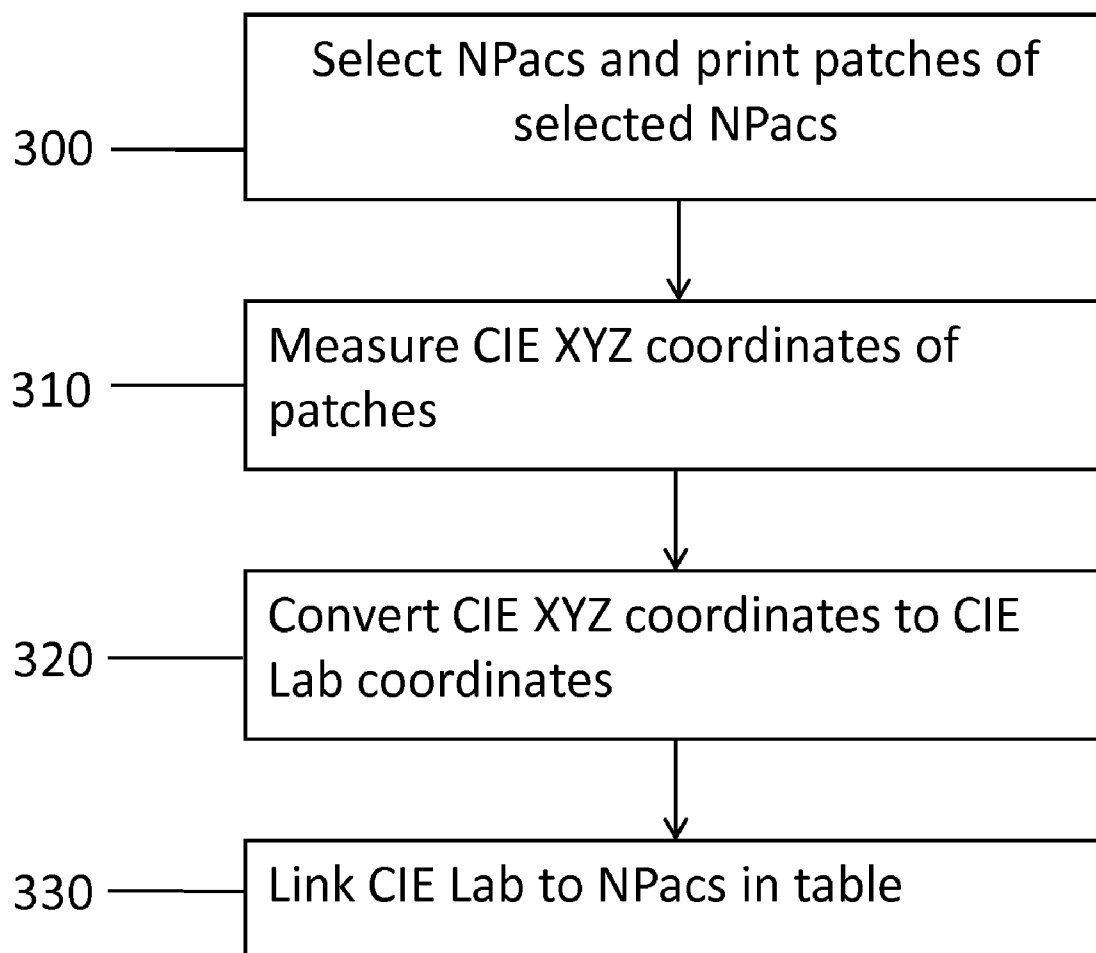 Select NPacs and print patches of
selected NPacs
300
Measure CIE XYZ coordinates of
patches
310
Convert CIE XYZ coordinates to CIE
Lab coordinates
320
Link CIE Lab to NPacs in table
330